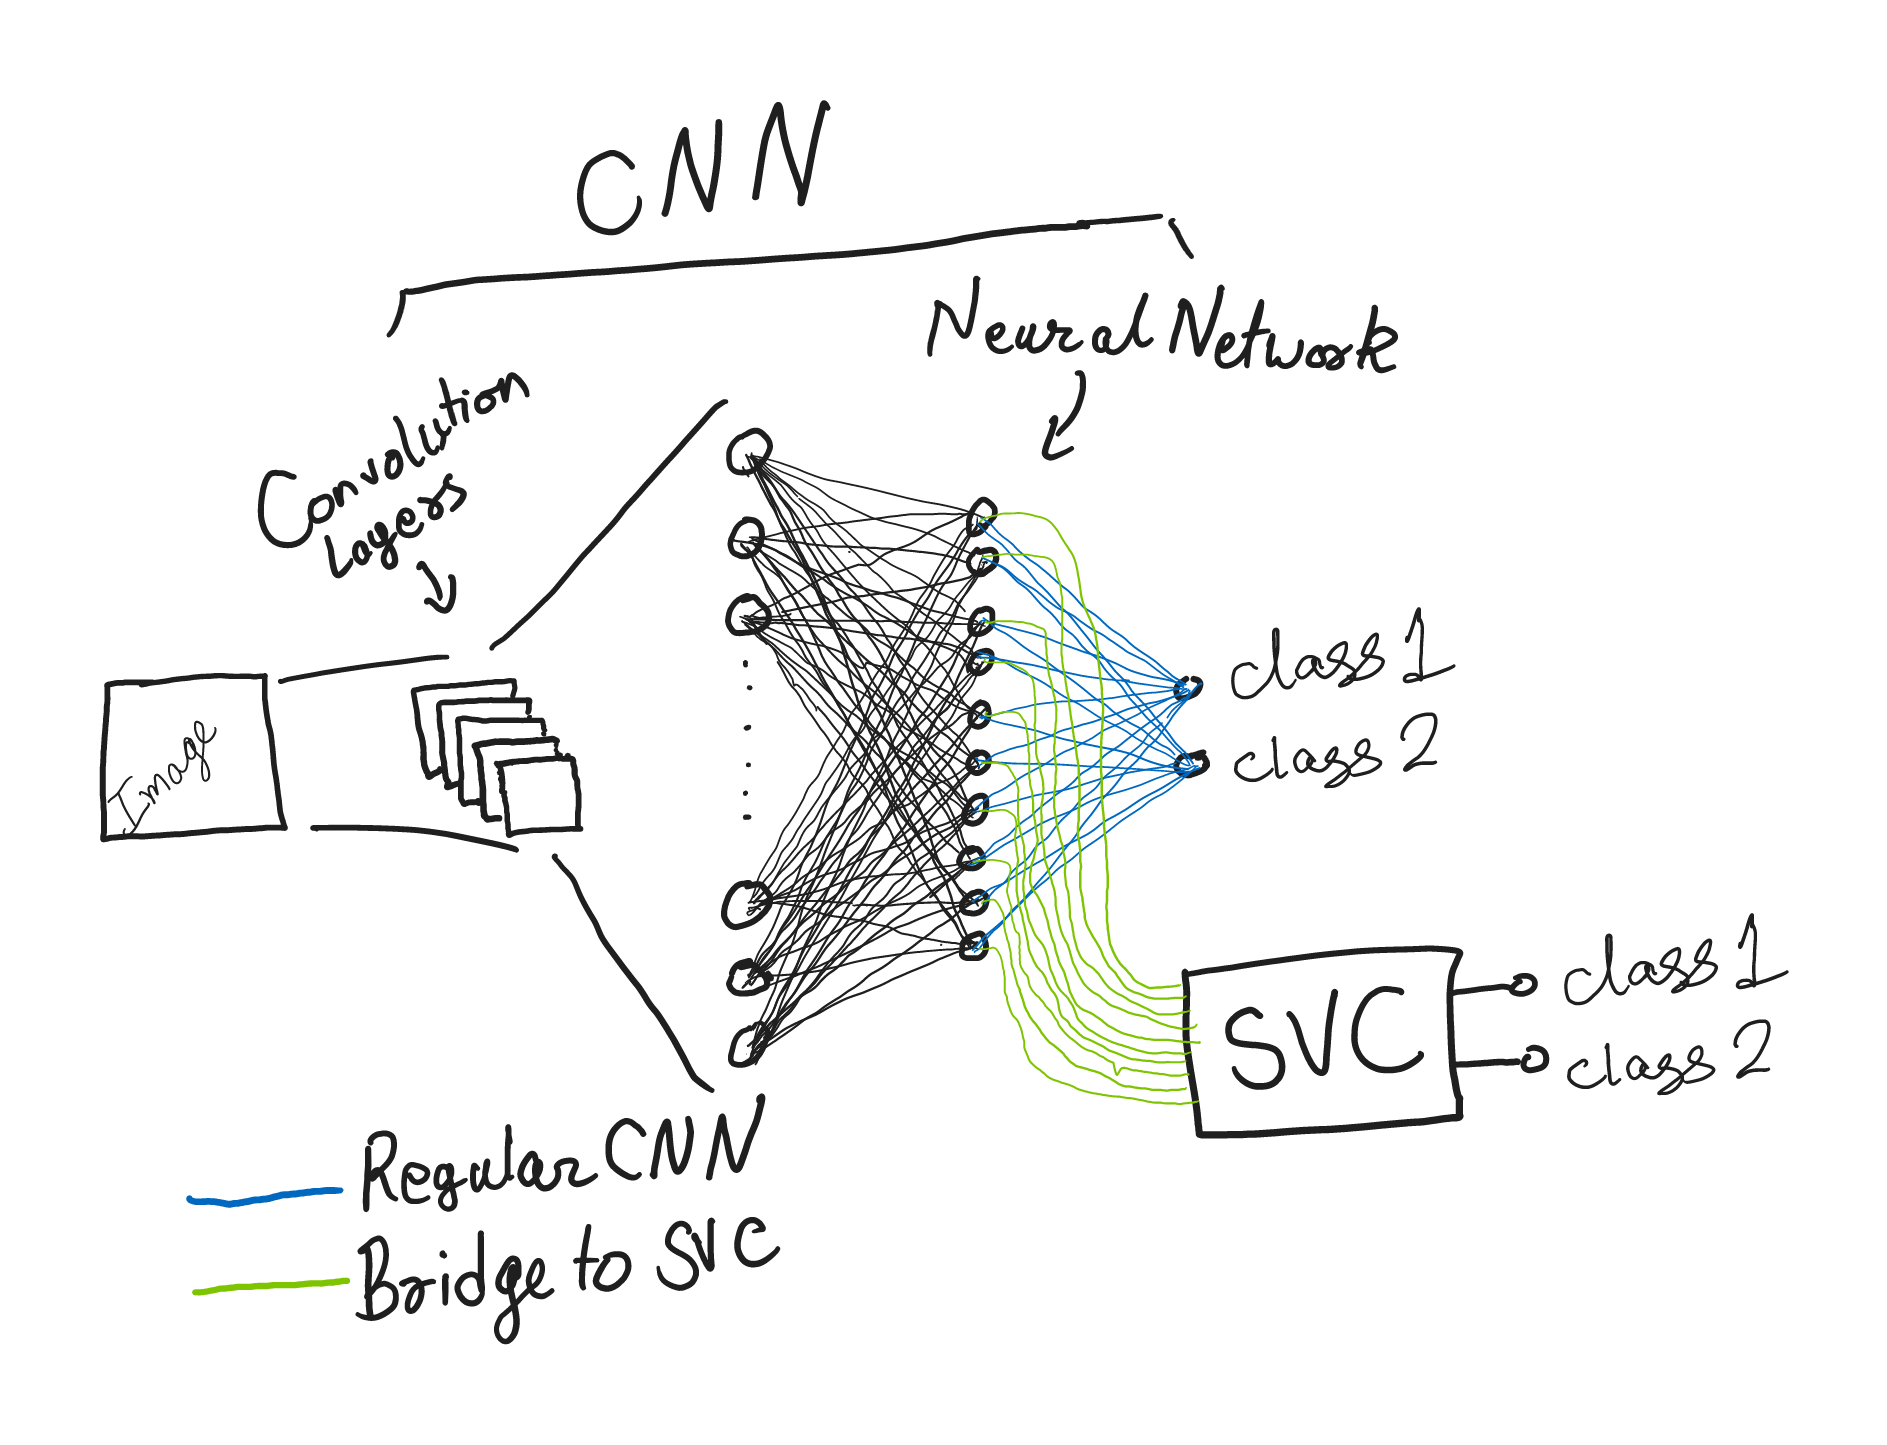 CNN
Neural Network
Convolution
Layers
Image
class 1
class 2
SVC
class 1
class 2
Regular CNN
Bridge to SVC